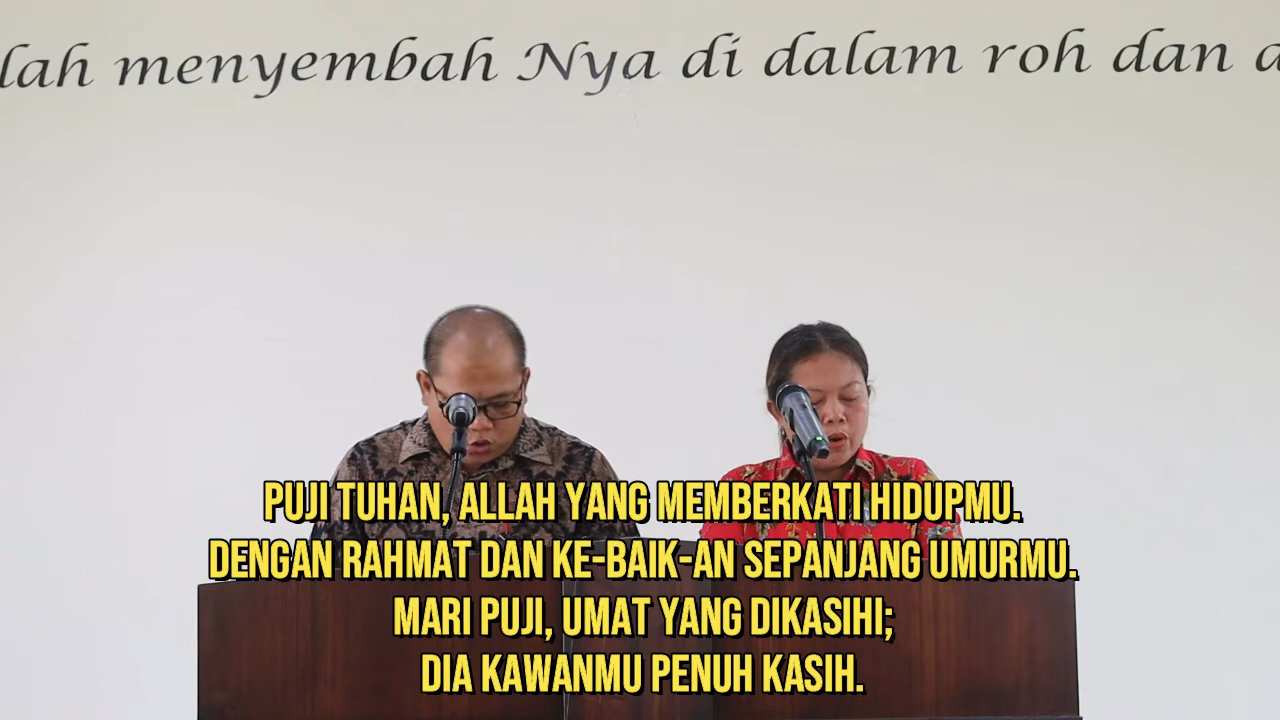 lah menyembah Nya di dalam roh dan
PUJI TUHAN, ALLAH YANG MEMBERKATI HIDUPMU.
DENGAN RAHMAT DAN KE-BAIK-AN SEPANJANG UMURMU.
MARI PUJI, UMAT YANG DIKASIHI;
DIA KAWANMU PENUH KASIH.